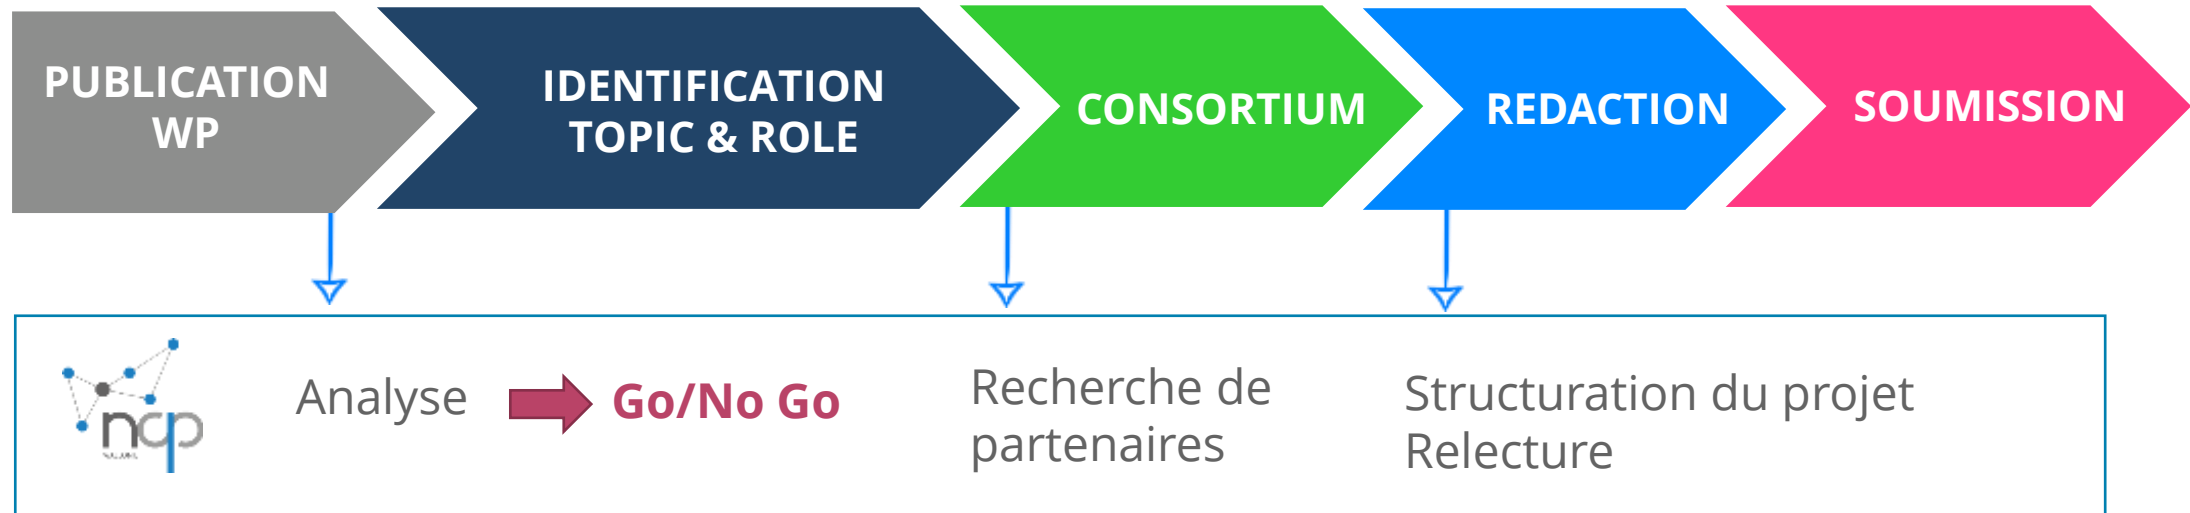 PUBLICATION
WP
IDENTIFICATION
TOPIC & ROLE
CONSORTIUM
REDACTION
SOUMISSION
ncp
Analyse
Go/No Go
Recherche de
partenaires
Structuration du projet
Relecture